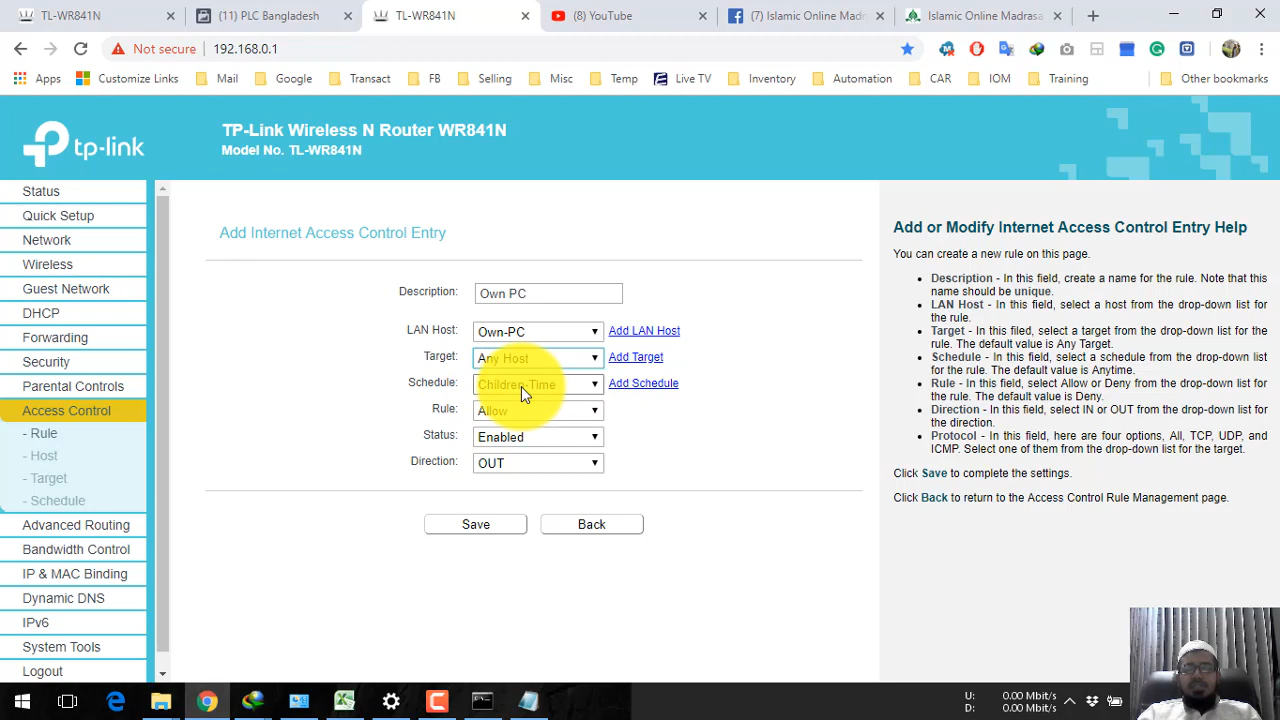 TL-WR841N
(11) PLC Bangladesh
TL-WR841N
(8) YouTube
(7) Islamic Online Mad
Islamic Online Madrasa
Not secure
192.168.0.1
Apps
Customize Links
Mail
Google
Transact
FB
Selling
Misc
Temp
Live TV
Inventory
Automation
CAR
IOM
Training
Other bookmarks
tp-link
TP-Link Wireless N Router WR841N
Model No. TL-WR841N
Status
Quick Setup
Network
Wireless
Guest Network
DHCP
Forwarding
Security
Parental Controls
Access Control
- Rule
- Host
- Target
- Schedule
Advanced Routing
Bandwidth Control
IP & MAC Binding
Dynamic DNS
IPv6
System Tools
Logout
Add Internet Access Control Entry
Description: Own PC
LAN Host: Own-PC Add LAN Host
Target: Any Host Add Target
Schedule: Children-Time Add Schedule
Rule: Allow
Status: Enabled
Direction: OUT
Save
Back
Add or Modify Internet Access Control Entry Help
You can create a new rule on this page.
Description - In this field, create a name for the rule. Note that this
name should be unique.
LAN Host - In this field, select a host from the drop-down list for
the rule.
Target - In this filed, select a target from the drop-down list for
the rule. The default value is Any Target.
Schedule - In this field, select a schedule from the drop-down list for
the rule. The default value is Anytime.
Rule - In this field, select Allow or Deny from the drop-down list for
the rule. The default value is Deny.
Direction - In this field, select IN or OUT from the drop-down list for
the direction.
Protocol - In this field, here are four options, All, TCP, UDP, and
ICMP. Select one of them from the drop-down list for the target.
Click Save to complete the settings.
Click Back to return to the Access Control Rule Management page.
U: 0.00 Mbit/s
D: 0.00 Mbit/s